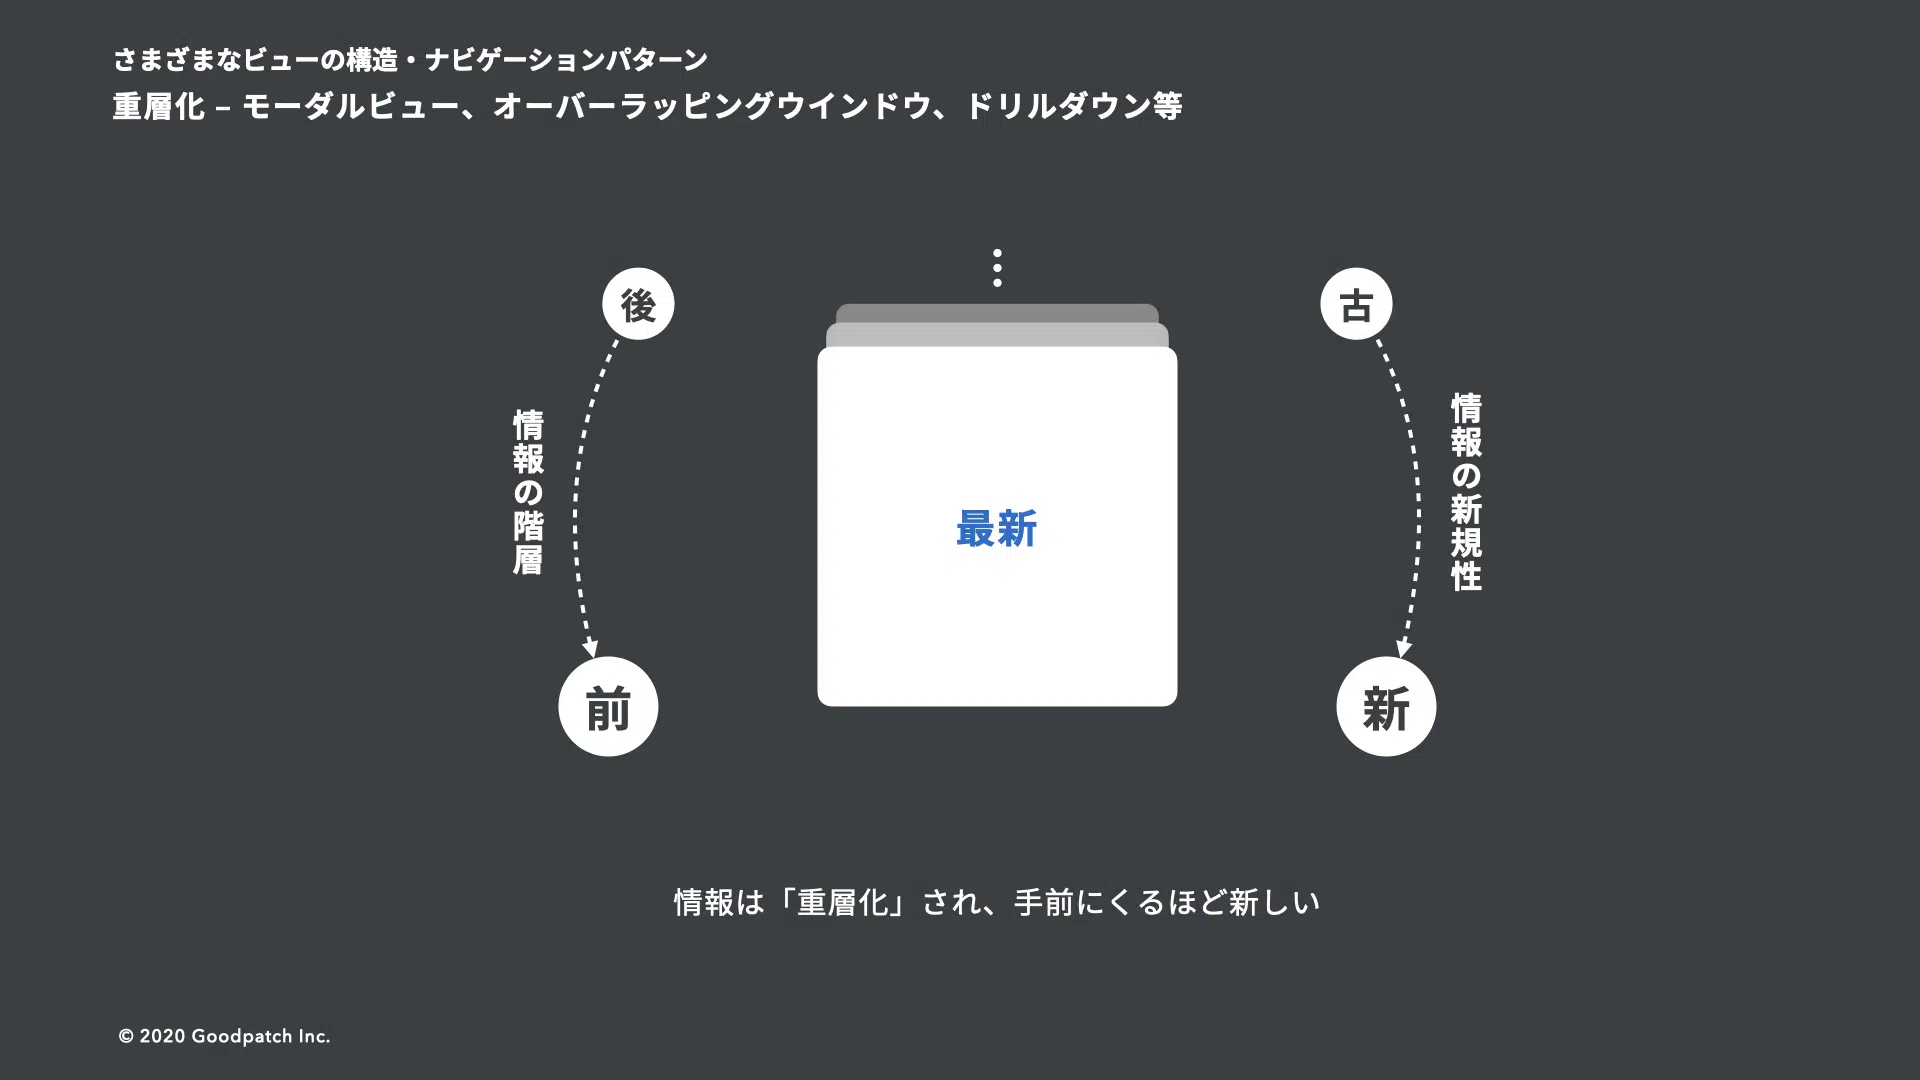 さまざまなビューの構造・ナビゲーションパターン
重層化 – モーダルビュー、オーバーラッピングウインドウ、ドリルダウン等
後
情報の階層
前
最新
古
情報の新規性
新
情報は「重層化」され、手前にくるほど新しい
© 2020 Goodpatch Inc.